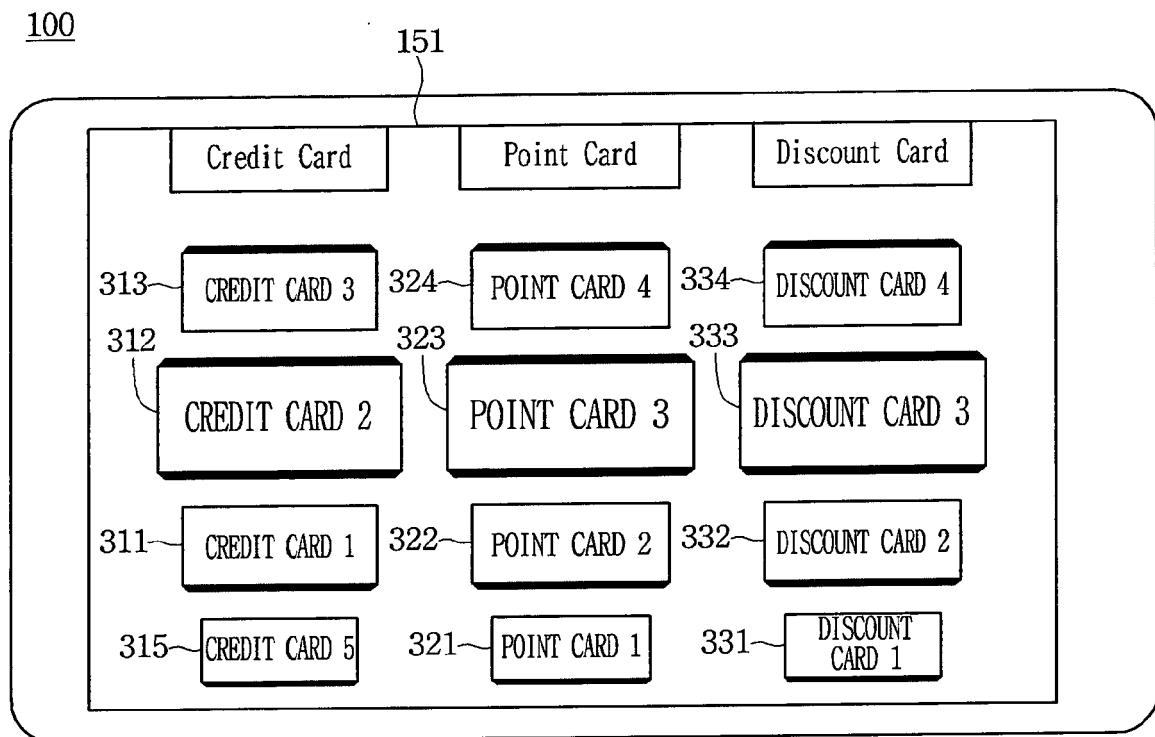 100
151
Credit Card Point Card Discount Card
313 CREDIT CARD 3 324 POINT CARD 4 334 DISCOUNT CARD 4
312 CREDIT CARD 2 323 POINT CARD 3 333 DISCOUNT CARD 3
311 CREDIT CARD 1 322 POINT CARD 2 332 DISCOUNT CARD 2
315 CREDIT CARD 5 321 POINT CARD 1 331 DISCOUNT
CARD 1